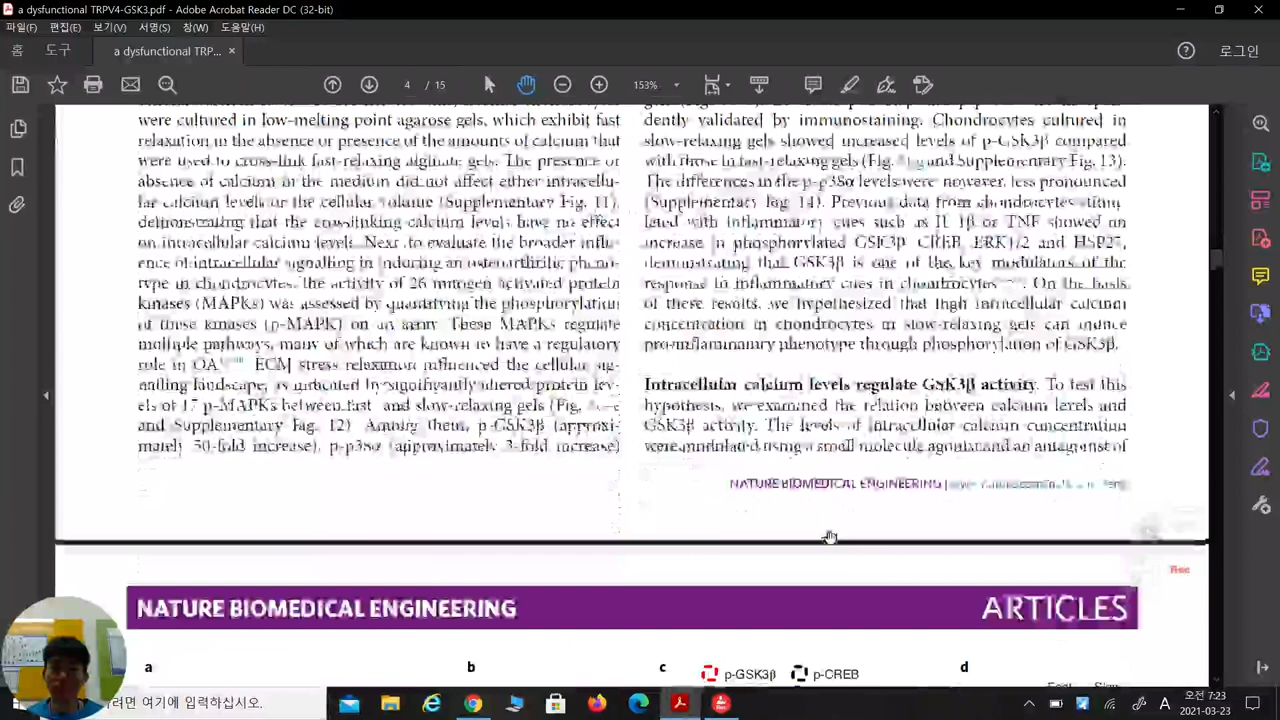 a dysfunctional TRPV4-GSK3.pdf - Adobe Acrobat Reader DC (32-bit)
파일(F) 편집(E) 보기(V) 서명(S) 창(W) 도움말(H)
홈 도구 a dysfunctional TRP... × 로그인
4 / 15 153%
were cultured in low-melting point agarose gels, which exhibit fast
relaxation in the absence or presence of the amounts of calcium that
were used to cross-link fast-relaxing alginate gels. The presence or
absence of calcium in the medium did not affect either intracellu-
lar calcium levels or the cellular volume (Supplementary Fig. 11),
demonstrating that the crosslinking calcium levels have no effect
on intracellular calcium levels. Next, to evaluate the broader influ-
ence of intracellular signalling in inducing an osteoarthritic pheno-
type in chondrocytes, the activity of 26 mitogen activated protein
kinases (MAPKs) was assessed by quantifying the phosphorylation
of these kinases (p-MAPK) on an array. These MAPKs regulate
multiple pathways, many of which are known to have a regulatory
role in OA. ECM stress relaxation influenced the cellular sig-
nalling landscape, as indicated by significantly altered protein lev-
els of 17 p-MAPKs between fast- and slow-relaxing gels (Fig.
and Supplementary Fig. 12). Among them, p-GSK3β (approxi-
mately 30-fold increase), p-p38α (approximately 3-fold increase)
dently validated by immunostaining. Chondrocytes cultured in
slow-relaxing gels showed increased levels of p-GSK3β compared
with those in fast-relaxing gels (Fig. and Supplementary Fig. 13).
The differences in the p-p38α levels were, however, less pronounced
(Supplementary Fig. 14). Previous data from chondrocytes stimu-
lated with inflammatory cues such as IL-1β or TNF showed an
increase in phosphorylated GSK3β, CREB, ERK1/2 and HSP27,
demonstrating that GSK3β is one of the key modulators of the
response to inflammatory cues in chondrocytes. On the basis
of these results, we hypothesized that high intracellular calcium
concentration in chondrocytes in slow-relaxing gels can induce
pro-inflammatory phenotype through phosphorylation of GSK3β.
Intracellular calcium levels regulate GSK3β activity. To test this
hypothesis, we examined the relation between calcium levels and
GSK3β activity. The levels of intracellular calcium concentration
were modulated using a small molecule agonist and an antagonist of
NATURE BIOMEDICAL ENGINEERING |
NATURE BIOMEDICAL ENGINEERING ARTICLES
a b c p-GSK3β p-CREB d
려면 여기에 입력하십시오.
A 오전 7:23
2021-03-23